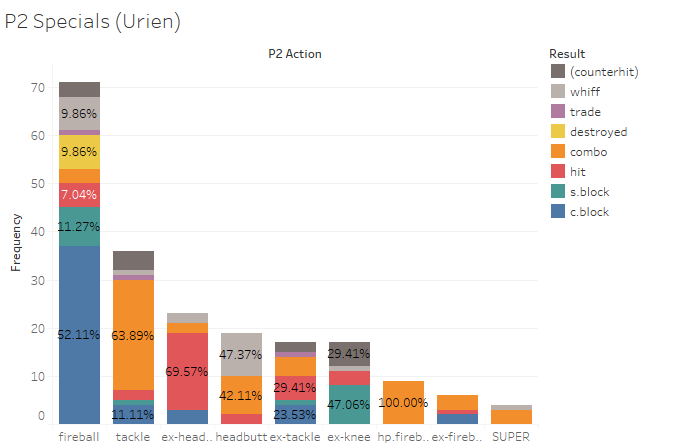 P2 Specials (Urien)
P2 Action
Result
(counterhit)
whiff
trade
destroyed
combo
hit
s.block
c.block
Frequency
70
60
50
40
30
20
10
0
9.86%
9.86%
7.04%
11.27%
52.11%
63.89%
11.11%
69.57%
47.37%
42.11%
29.41%
23.53%
29.41%
47.06%
100.00%
fireball tackle ex-head.. headbutt ex-tackle ex-knee hp.fireb.. ex-fireb.. SUPER